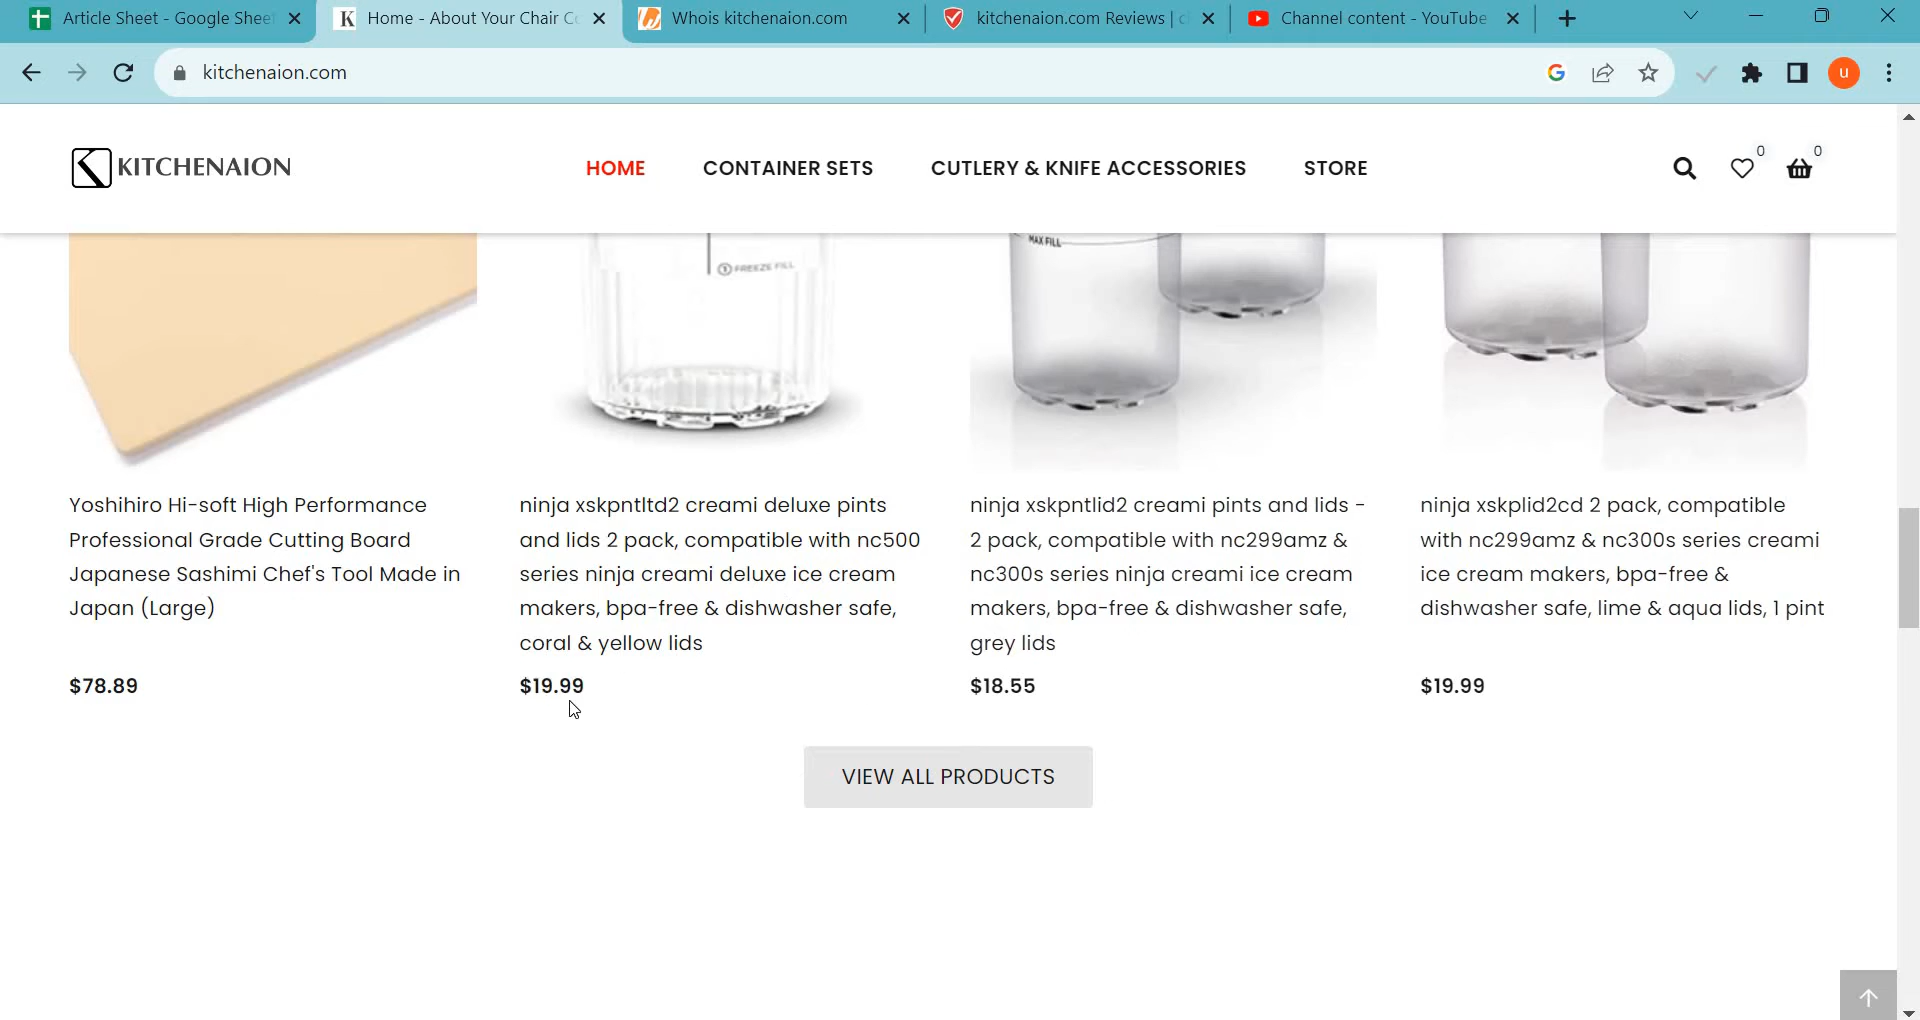 Article Sheet - Google Sheet
Home - About Your Chair Co
Whois kitchenaion.com
kitchenaion.com Reviews | c
Channel content - YouTube
kitchenaion.com
u
KITCHENAION
HOME
CONTAINER SETS
CUTLERY & KNIFE ACCESSORIES
STORE
0
0
1 FREEZE FILL
MAX FILL
Yoshihiro Hi-soft High Performance
Professional Grade Cutting Board
Japanese Sashimi Chef's Tool Made in
Japan (Large)
$78.89
ninja xskpntltd2 creami deluxe pints
and lids 2 pack, compatible with nc500
series ninja creami deluxe ice cream
makers, bpa-free & dishwasher safe,
coral & yellow lids
$19.99
ninja xskpntlid2 creami pints and lids -
2 pack, compatible with nc299amz &
nc300s series ninja creami ice cream
makers, bpa-free & dishwasher safe,
grey lids
$18.55
ninja xskplid2cd 2 pack, compatible
with nc299amz & nc300s series creami
ice cream makers, bpa-free &
dishwasher safe, lime & aqua lids, 1 pint
$19.99
VIEW ALL PRODUCTS